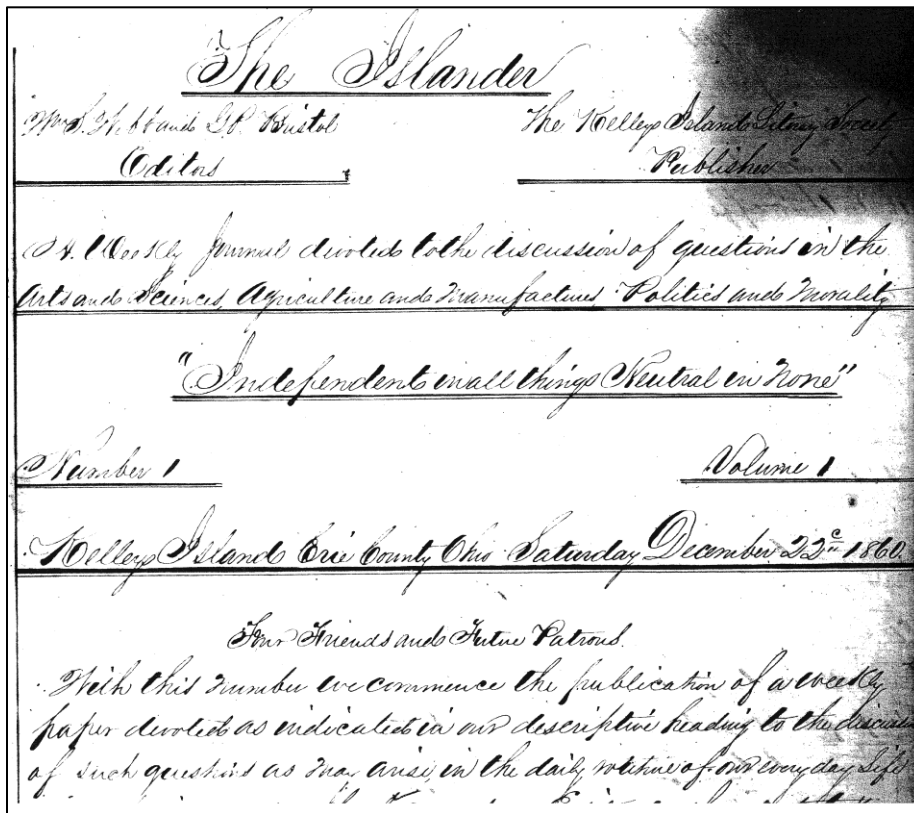 The Islander
Wm. S. Webb and G. P. Bristol
The Kelleys Island Literary Society
Editors
Publisher
A Weekly Journal devoted to the discussion of questions in the
Arts and Sciences, Agriculture and Manufactures, Politics and Morality
"Independent in all things Neutral in None"
Number 1
Volume 1
Kelleys Island Erie County Ohio Saturday December 22 1860.
Friends and Future Patrons.
With this number we commence the publication of a weekly
paper devoted as indicated in our descriptive heading to the
of such questions as may arise in the daily routine of our every day life